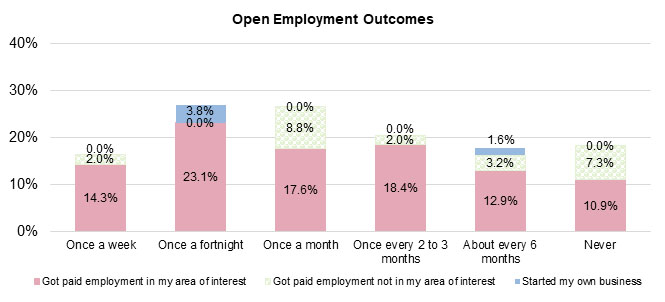 Open Employment Outcomes
40%
30%
20%
10%
0%
0.0%
2.0%
14.3%
3.8%
0.0%
23.1%
0.0%
8.8%
17.6%
0.0%
2.0%
18.4%
1.6%
3.2%
12.9%
0.0%
7.3%
10.9%
Once a week
Once a fortnight
Once a month
Once every 2 to 3
months
About every 6
months
Never
Got paid employment in my area of interest
Got paid employment not in my area of interest
Started my own business